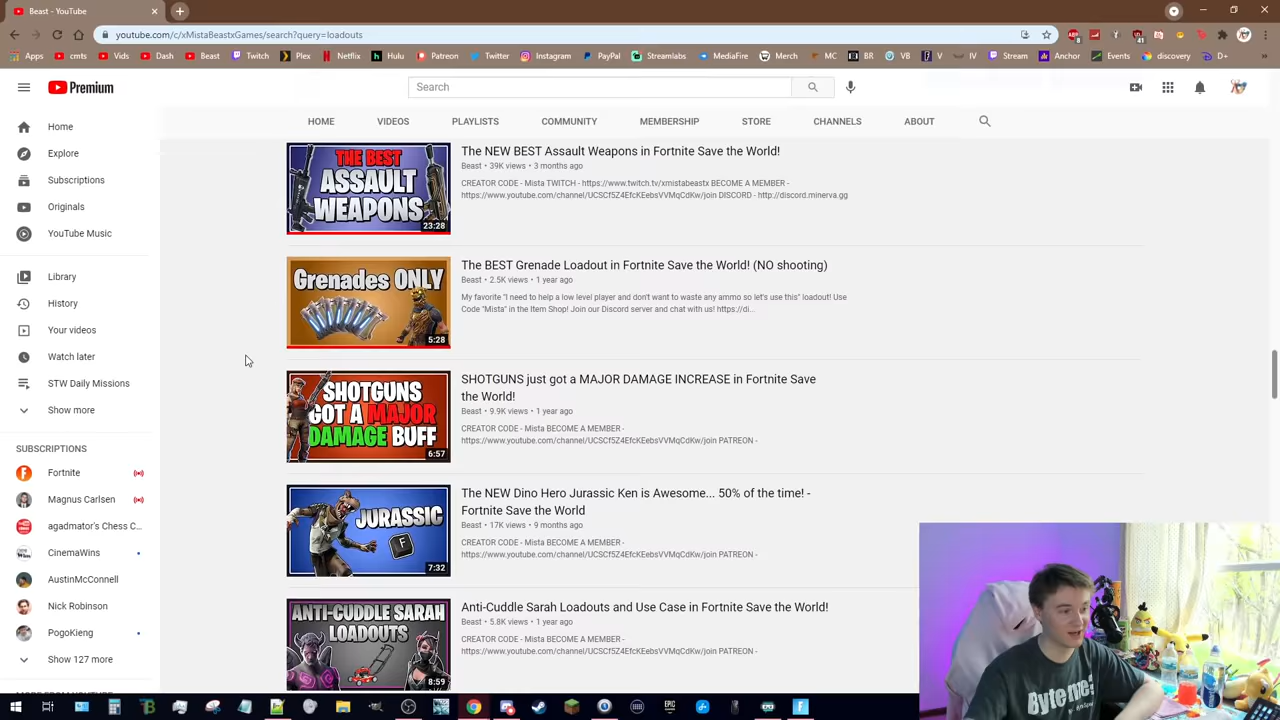 Beast - YouTube
youtube.com/c/xMistaBeastxGames/search?query=loadouts
Apps cmts Vids Dash Beast Twitch Plex Netflix Hulu Patreon Twitter Instagram PayPal Streamlabs MediaFire Merch MC BR VB V IV Stream Anchor Events discovery D+
Premium
Search
HOME VIDEOS PLAYLISTS COMMUNITY MEMBERSHIP STORE CHANNELS ABOUT
Home
Explore
Subscriptions
Originals
YouTube Music
Library
History
Your videos
Watch later
STW Daily Missions
Show more
SUBSCRIPTIONS
Fortnite
Magnus Carlsen
agadmator's Chess C...
CinemaWins
AustinMcConnell
Nick Robinson
PogoKieng
Show 127 more
MORE FROM YOUTUBE
THE BEST
ASSAULT
WEAPONS
23:28
The NEW BEST Assault Weapons in Fortnite Save the World!
Beast • 39K views • 3 months ago
CREATOR CODE - Mista TWITCH - https://www.twitch.tv/xmistabeastx BECOME A MEMBER -
https://www.youtube.com/channel/UCSCf5Z4EfcKEebsVVMqCdKw/join DISCORD - http://discord.minerva.gg
Grenades ONLY
5:28
The BEST Grenade Loadout in Fortnite Save the World! (NO shooting)
Beast • 2.5K views • 1 year ago
My favorite "I need to help a low level player and don't want to waste any ammo so let's use this" loadout! Use
Code "Mista" in the Item Shop! Join our Discord server and chat with us! https://di...
SHOTGUNS
GOT A MAJOR
DAMAGE BUFF
6:57
SHOTGUNS just got a MAJOR DAMAGE INCREASE in Fortnite Save
the World!
Beast • 9.9K views • 1 year ago
CREATOR CODE - Mista BECOME A MEMBER -
https://www.youtube.com/channel/UCSCf5Z4EfcKEebsVVMqCdKw/join PATREON -
JURASSIC
F
7:32
The NEW Dino Hero Jurassic Ken is Awesome... 50% of the time! -
Fortnite Save the World
Beast • 17K views • 9 months ago
CREATOR CODE - Mista BECOME A MEMBER -
https://www.youtube.com/channel/UCSCf5Z4EfcKEebsVVMqCdKw/join PATREON -
ANTI-CUDDLE SARAH
LOADOUTS
8:59
Anti-Cuddle Sarah Loadouts and Use Case in Fortnite Save the World!
Beast • 5.8K views • 1 year ago
CREATOR CODE - Mista BECOME A MEMBER -
https://www.youtube.com/channel/UCSCf5Z4EfcKEebsVVMqCdKw/join PATREON -
Byte me